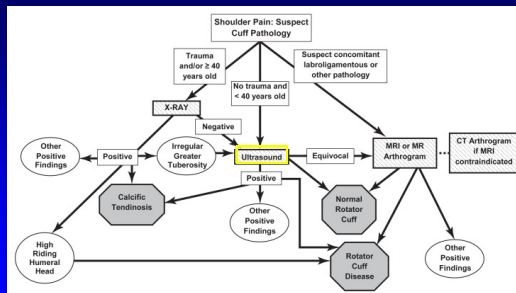 Shoulder Pain: Suspect
Cuff Pathology
Trauma
and/or ≥ 40
years old
No trauma and
< 40 years old
Suspect concomitant
labroligamentous or
other pathology
X-RAY
Negative
Other
Positive
Findings
Positive
Irregular
Greater
Tuberosity
Ultrasound
Equivocal
MRI or MR
Arthrogram
CT Arthrogram
if MRI
contraindicated
Positive
Calcific
Tendinosis
Other
Positive
Findings
Normal
Rotator
Cuff
High
Riding
Humeral
Head
Rotator
Cuff
Disease
Other
Positive
Findings